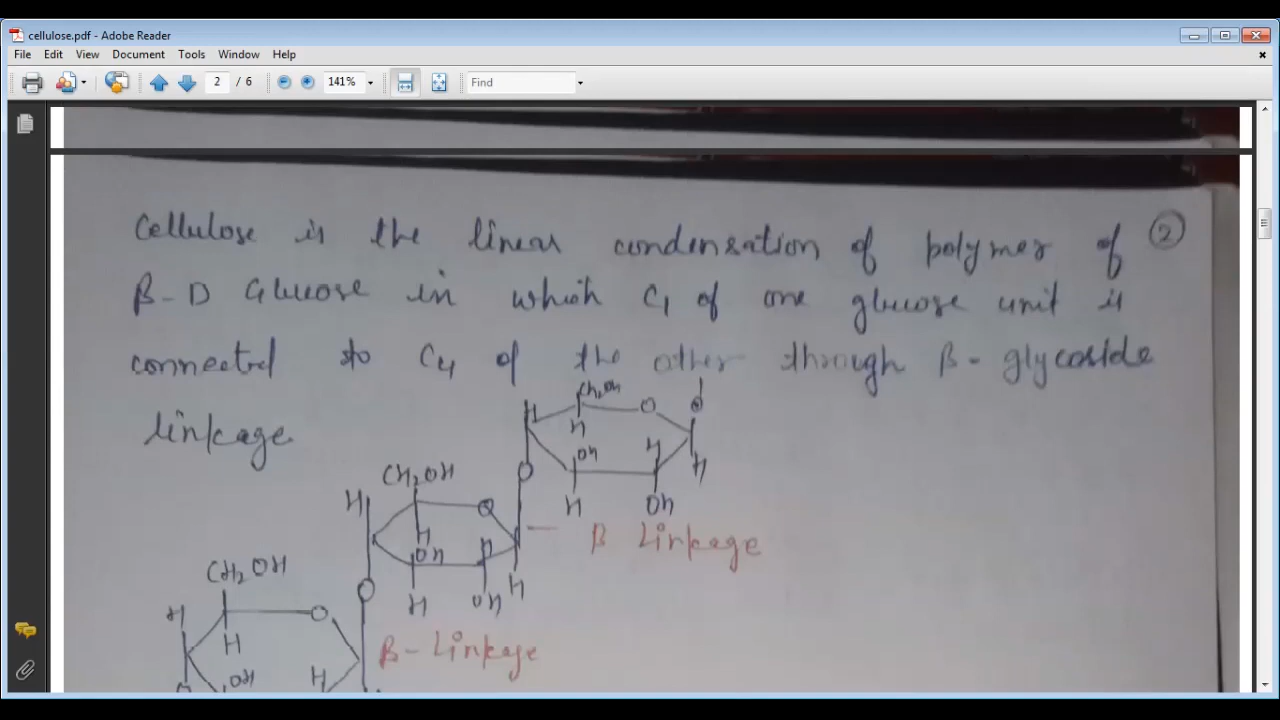 cellulose.pdf - Adobe Reader
File Edit View Document Tools Window Help
2 / 6 141% Find
Cellulose is the linear condensation of polymer of ②
β-D Glucose in which C1 of one glucose unit is
connected to C4 of the other through β-glycoside
linkage
CH2OH
H O O
H
OH H H
O
H OH
CH2OH
H O
β Linkage
H H
OH
O H
H OH
CH2OH
H O
H
β-Linkage
OH H